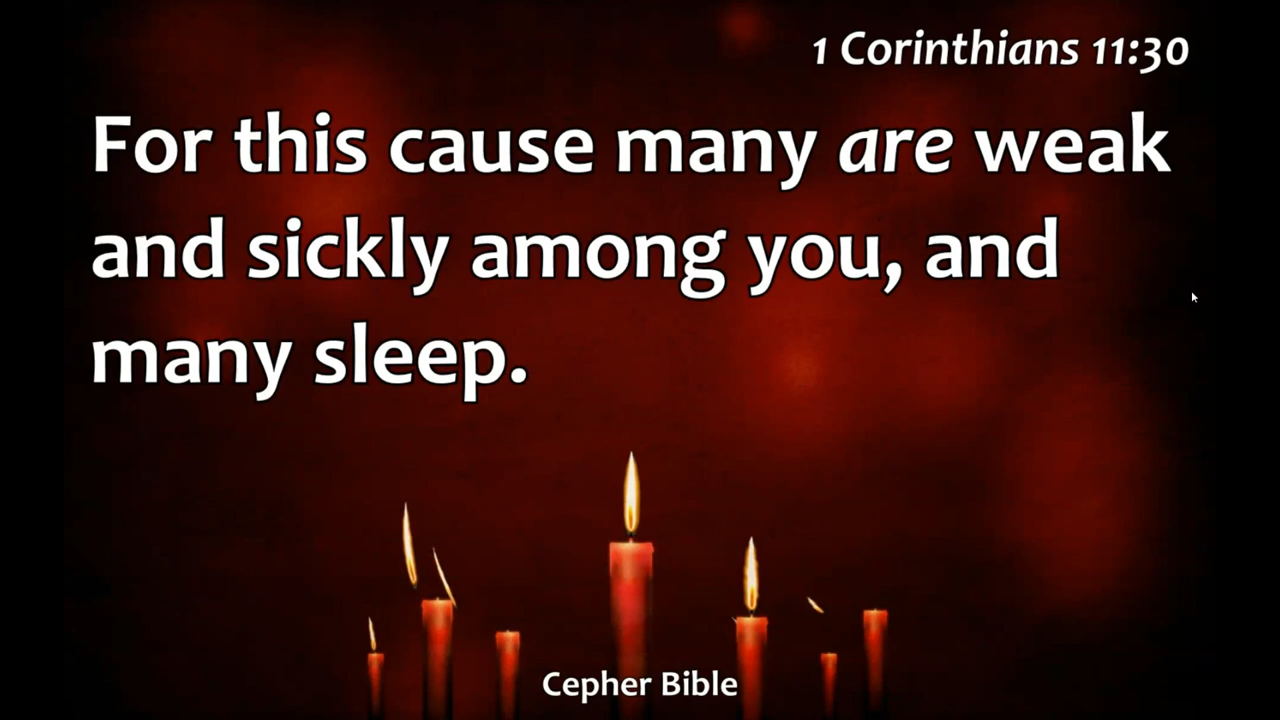 1 Corinthians 11:30
For this cause many are weak
and sickly among you, and
many sleep.
Cepher Bible